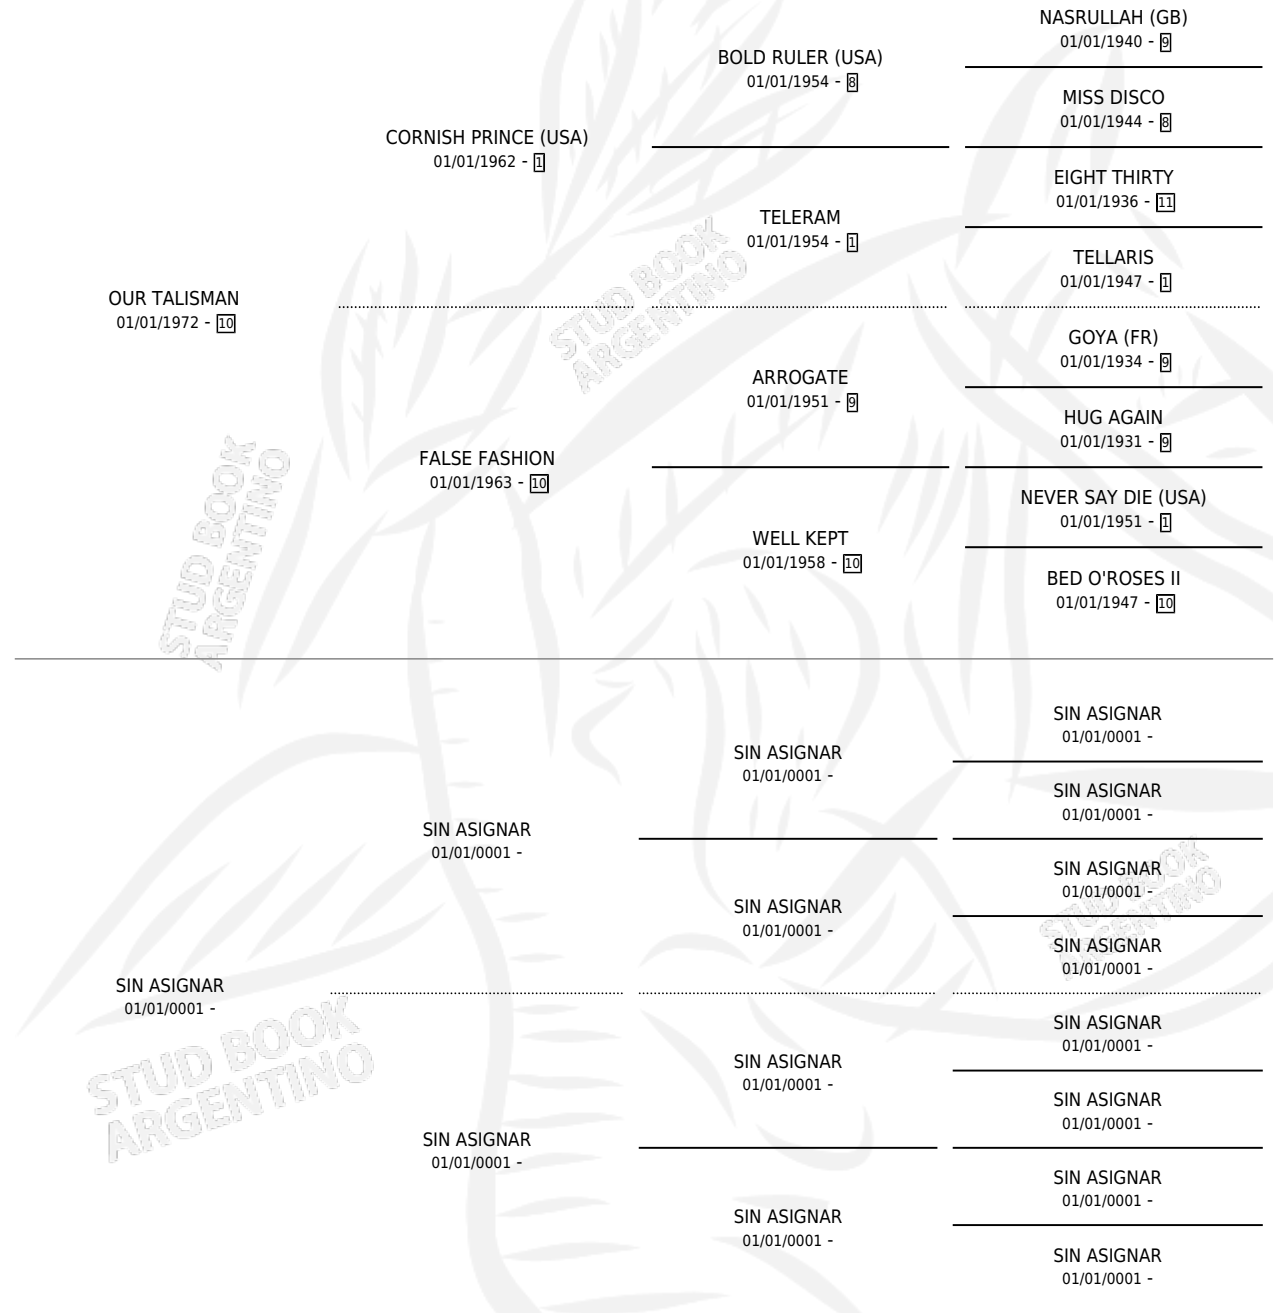 NASRULLAH (GB)
01/01/1940 - 9
BOLD RULER (USA)
01/01/1954 - 8
MISS DISCO
01/01/1944 - 8
CORNISH PRINCE (USA)
01/01/1962 - 1
EIGHT THIRTY
01/01/1936 - 11
TELERAM
01/01/1954 - 1
TELLARIS
01/01/1947 - 1
OUR TALISMAN
01/01/1972 - 10
GOYA (FR)
01/01/1934 - 9
ARROGATE
01/01/1951 - 9
HUG AGAIN
01/01/1931 - 9
FALSE FASHION
01/01/1963 - 10
NEVER SAY DIE (USA)
01/01/1951 - 1
WELL KEPT
01/01/1958 - 10
BED O'ROSES II
01/01/1947 - 10
STUD BOOK
ARGENTINO
STUD BOOK
ARGENTINO
SIN ASIGNAR
01/01/0001 -
SIN ASIGNAR
01/01/0001 -
SIN ASIGNAR
01/01/0001 -
SIN ASIGNAR
01/01/0001 -
SIN ASIGNAR
01/01/0001 -
SIN ASIGNAR
01/01/0001 -
SIN ASIGNAR
01/01/0001 -
SIN ASIGNAR
01/01/0001 -
SIN ASIGNAR
01/01/0001 -
SIN ASIGNAR
01/01/0001 -
SIN ASIGNAR
01/01/0001 -
SIN ASIGNAR
01/01/0001 -
SIN ASIGNAR
01/01/0001 -
SIN ASIGNAR
01/01/0001 -
SIN ASIGNAR
01/01/0001 -
STUD BOOK
ARGENTINO
STUD BOOK
ARGENTINO